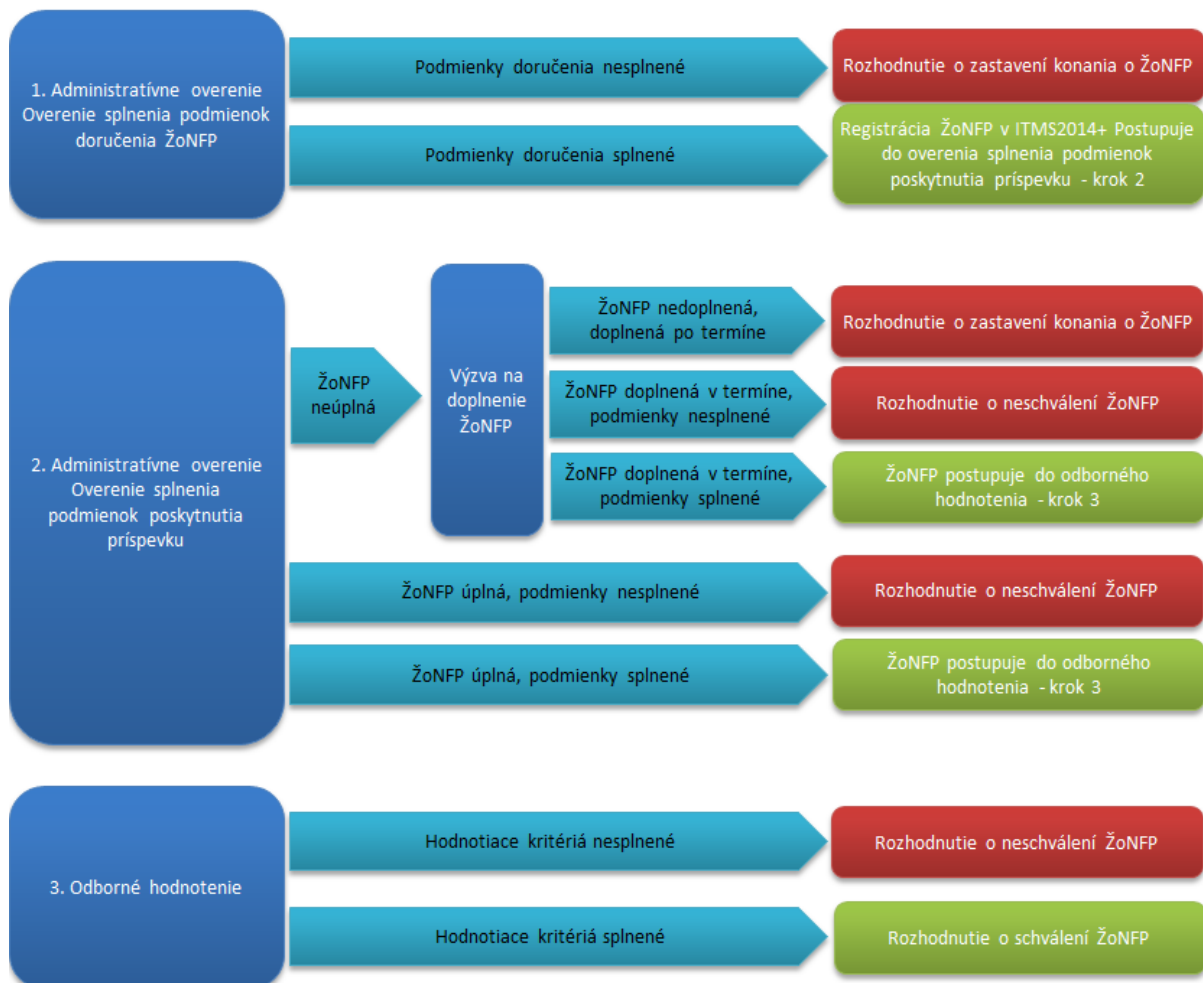 1. Administratívne overenie
Overenie splnenia podmienok
doručenia ŽoNFP
Podmienky doručenia nesplnené
Rozhodnutie o zastavení konania o ŽoNFP
Podmienky doručenia splnené
Registrácia ŽoNFP v ITMS2014+ Postupuje
do overenia splnenia podmienok
poskytnutia príspevku - krok 2
2. Administratívne overenie
Overenie splnenia
podmienok poskytnutia
príspevku
ŽoNFP
neúplná
Výzva na
doplnenie
ŽoNFP
ŽoNFP nedoplnená,
doplnená po termíne
Rozhodnutie o zastavení konania o ŽoNFP
ŽoNFP doplnená v termíne,
podmienky nesplnené
Rozhodnutie o neschválení ŽoNFP
ŽoNFP doplnená v termíne,
podmienky splnené
ŽoNFP postupuje do odborného
hodnotenia - krok 3
ŽoNFP úplná, podmienky nesplnené
Rozhodnutie o neschválení ŽoNFP
ŽoNFP úplná, podmienky splnené
ŽoNFP postupuje do odborného
hodnotenia - krok 3
3. Odborné hodnotenie
Hodnotiace kritériá nesplnené
Rozhodnutie o neschválení ŽoNFP
Hodnotiace kritériá splnené
Rozhodnutie o schválení ŽoNFP